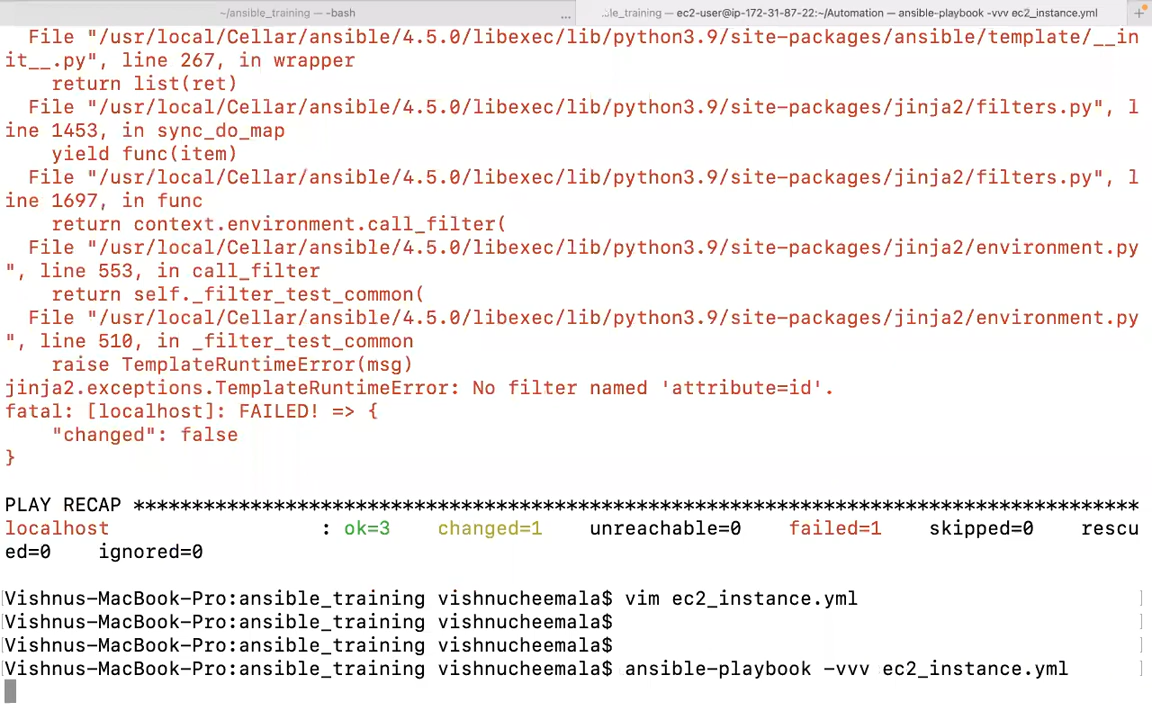 ~/ansible_training — -bash
...
...le_training — ec2-user@ip-172-31-87-22:~/Automation — ansible-playbook -vvv ec2_instance.yml
+
  File "/usr/local/Cellar/ansible/4.5.0/libexec/lib/python3.9/site-packages/ansible/template/__in
it__.py", line 267, in wrapper
    return list(ret)
  File "/usr/local/Cellar/ansible/4.5.0/libexec/lib/python3.9/site-packages/jinja2/filters.py", l
ine 1453, in sync_do_map
    yield func(item)
  File "/usr/local/Cellar/ansible/4.5.0/libexec/lib/python3.9/site-packages/jinja2/filters.py", l
ine 1697, in func
    return context.environment.call_filter(
  File "/usr/local/Cellar/ansible/4.5.0/libexec/lib/python3.9/site-packages/jinja2/environment.py
", line 553, in call_filter
    return self._filter_test_common(
  File "/usr/local/Cellar/ansible/4.5.0/libexec/lib/python3.9/site-packages/jinja2/environment.py
", line 510, in _filter_test_common
    raise TemplateRuntimeError(msg)
jinja2.exceptions.TemplateRuntimeError: No filter named 'attribute=id'.
fatal: [localhost]: FAILED! => {
    "changed": false
}
PLAY RECAP **************************************************************************************
localhost                  : ok=3    changed=1    unreachable=0    failed=1    skipped=0    rescu
ed=0    ignored=0
[Vishnus-MacBook-Pro:ansible_training vishnucheemala$ vim ec2_instance.yml ]
[Vishnus-MacBook-Pro:ansible_training vishnucheemala$ ]
[Vishnus-MacBook-Pro:ansible_training vishnucheemala$ ]
[Vishnus-MacBook-Pro:ansible_training vishnucheemala$ ansible-playbook -vvv ec2_instance.yml ]